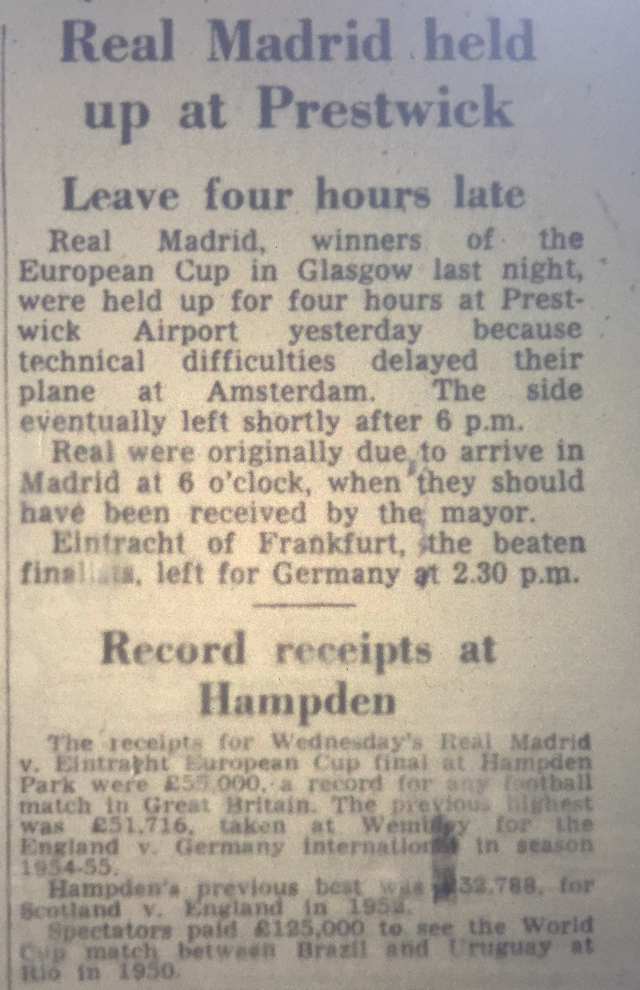 Real Madrid held
up at Prestwick
Leave four hours late
Real Madrid, winners of the
European Cup in Glasgow last night,
were held up for four hours at Prest-
wick Airport yesterday because
technical difficulties delayed their
plane at Amsterdam. The side
eventually left shortly after 6 p.m.
Real were originally due to arrive in
Madrid at 6 o'clock, when they should
have been received by the mayor.
Eintracht of Frankfurt, the beaten
finalists, left for Germany at 2.30 p.m.
Record receipts at
Hampden
The receipts for Wednesday's Real Madrid
v. Eintracht European Cup final at Hampden
Park were £55,000, a record for any football
match in Great Britain. The previous highest
was £51,716, taken at Wembley for the
England v. Germany international in season
1954-55.
Hampden's previous best was £32,788, for
Scotland v. England in
Spectators paid £125,000 to see the World
Cup match between Brazil and Uruguay at
Rio in 1950.